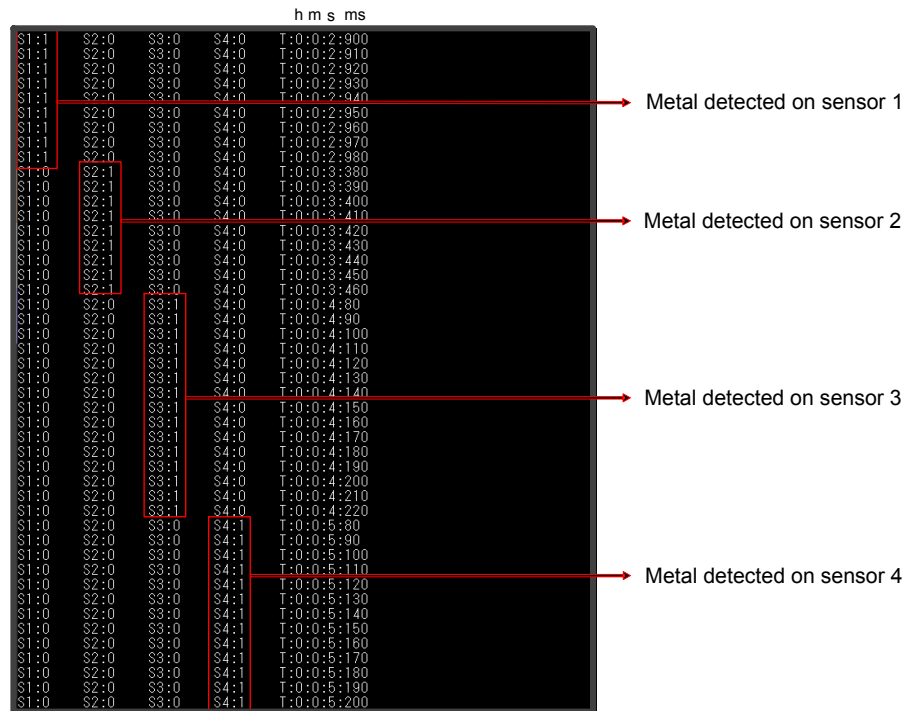 h m s ms
S1:1 S2:0 S3:0 S4:0 T:0:0:2:900
S1:1 S2:0 S3:0 S4:0 T:0:0:2:910
S1:1 S2:0 S3:0 S4:0 T:0:0:2:920
S1:1 S2:0 S3:0 S4:0 T:0:0:2:930
S1:1 S2:0 S3:0 S4:0 T:0:0:2:940
S1:1 S2:0 S3:0 S4:0 T:0:0:2:950
S1:1 S2:0 S3:0 S4:0 T:0:0:2:960
S1:1 S2:0 S3:0 S4:0 T:0:0:2:970
S1:1 S2:0 S3:0 S4:0 T:0:0:2:980
S1:0 S2:1 S3:0 S4:0 T:0:0:3:380
S1:0 S2:1 S3:0 S4:0 T:0:0:3:390
S1:0 S2:1 S3:0 S4:0 T:0:0:3:400
S1:0 S2:1 S3:0 S4:0 T:0:0:3:410
S1:0 S2:1 S3:0 S4:0 T:0:0:3:420
S1:0 S2:1 S3:0 S4:0 T:0:0:3:430
S1:0 S2:1 S3:0 S4:0 T:0:0:3:440
S1:0 S2:1 S3:0 S4:0 T:0:0:3:450
S1:0 S2:1 S3:0 S4:0 T:0:0:3:460
S1:0 S2:0 S3:1 S4:0 T:0:0:4:80
S1:0 S2:0 S3:1 S4:0 T:0:0:4:90
S1:0 S2:0 S3:1 S4:0 T:0:0:4:100
S1:0 S2:0 S3:1 S4:0 T:0:0:4:110
S1:0 S2:0 S3:1 S4:0 T:0:0:4:120
S1:0 S2:0 S3:1 S4:0 T:0:0:4:130
S1:0 S2:0 S3:1 S4:0 T:0:0:4:140
S1:0 S2:0 S3:1 S4:0 T:0:0:4:150
S1:0 S2:0 S3:1 S4:0 T:0:0:4:160
S1:0 S2:0 S3:1 S4:0 T:0:0:4:170
S1:0 S2:0 S3:1 S4:0 T:0:0:4:180
S1:0 S2:0 S3:1 S4:0 T:0:0:4:190
S1:0 S2:0 S3:1 S4:0 T:0:0:4:200
S1:0 S2:0 S3:1 S4:0 T:0:0:4:210
S1:0 S2:0 S3:1 S4:0 T:0:0:4:220
S1:0 S2:0 S3:0 S4:1 T:0:0:5:80
S1:0 S2:0 S3:0 S4:1 T:0:0:5:90
S1:0 S2:0 S3:0 S4:1 T:0:0:5:100
S1:0 S2:0 S3:0 S4:1 T:0:0:5:110
S1:0 S2:0 S3:0 S4:1 T:0:0:5:120
S1:0 S2:0 S3:0 S4:1 T:0:0:5:130
S1:0 S2:0 S3:0 S4:1 T:0:0:5:140
S1:0 S2:0 S3:0 S4:1 T:0:0:5:150
S1:0 S2:0 S3:0 S4:1 T:0:0:5:160
S1:0 S2:0 S3:0 S4:1 T:0:0:5:170
S1:0 S2:0 S3:0 S4:1 T:0:0:5:180
S1:0 S2:0 S3:0 S4:1 T:0:0:5:190
S1:0 S2:0 S3:0 S4:1 T:0:0:5:200
Metal detected on sensor 1
Metal detected on sensor 2
Metal detected on sensor 3
Metal detected on sensor 4